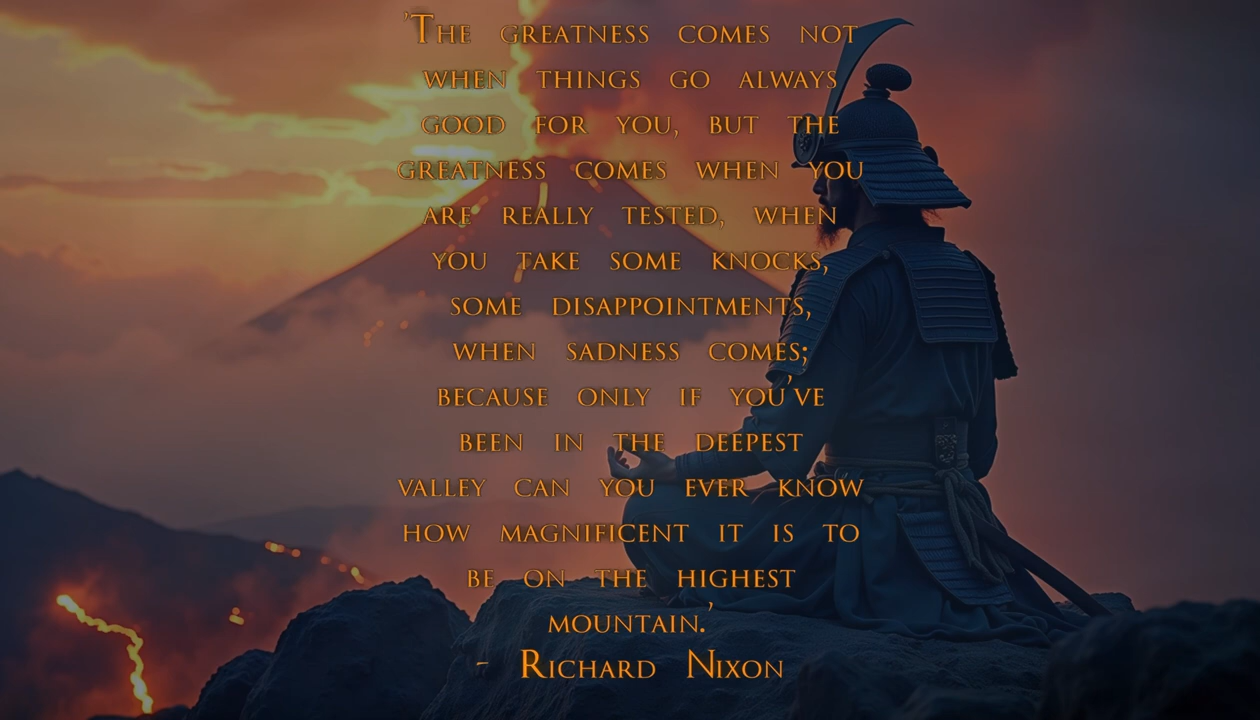 'The greatness comes not
when things go always
good for you, but the
greatness comes when you
are really tested, when
you take some knocks,
some disappointments,
when sadness comes;
because only if you've
been in the deepest
valley can you ever know
how magnificent it is to
be on the highest
mountain.'
- Richard Nixon